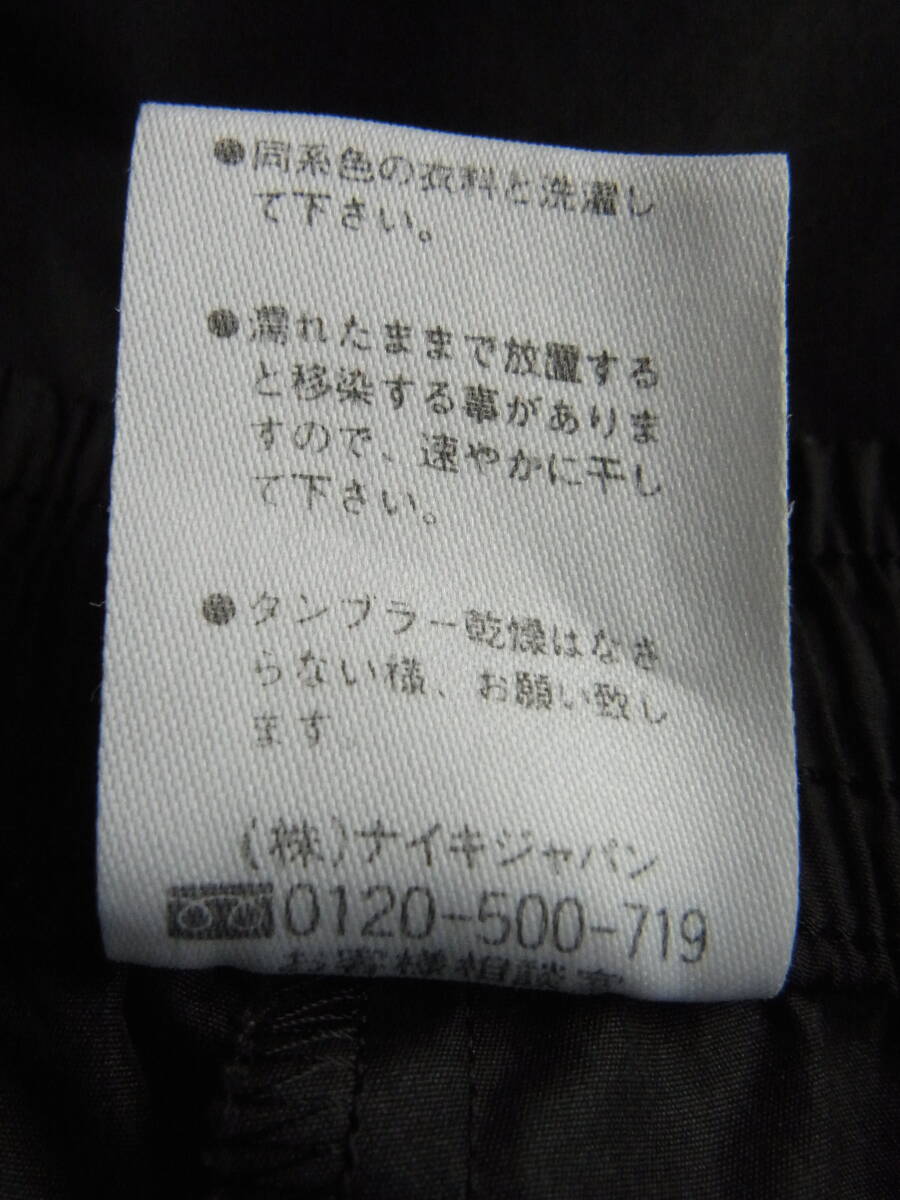 ●同系色の衣料と洗濯し
て下さい。
●濡れたままで放置する
と移染する事がありま
すので、速やかに干し
て下さい。
●タンブラー乾燥はなさ
らない様、お願い致し
ます。
(株)ナイキジャパン
0120-500-719
お客様相談室